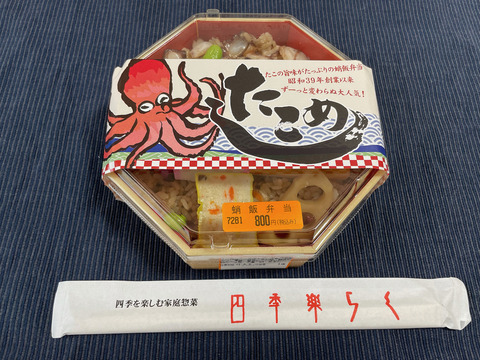 たこの旨味がたっぷりの蛸飯弁当
昭和39年創業以来
ずーっと変わらぬ大人気！
たこめし
蛸飯弁当
7281 800円(税込み)
四季を楽しむ家庭惣菜
四季樂らく